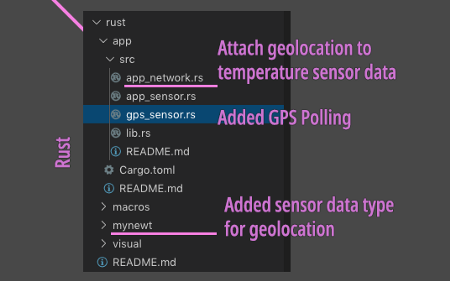 rust
app
src
app_network.rs
Attach geolocation to
temperature sensor data
app_sensor.rs
gps_sensor.rs
Added GPS Polling
lib.rs
README.md
Rust
Cargo.toml
README.md
macros
mynewt
Added sensor data type
for geolocation
visual
README.md